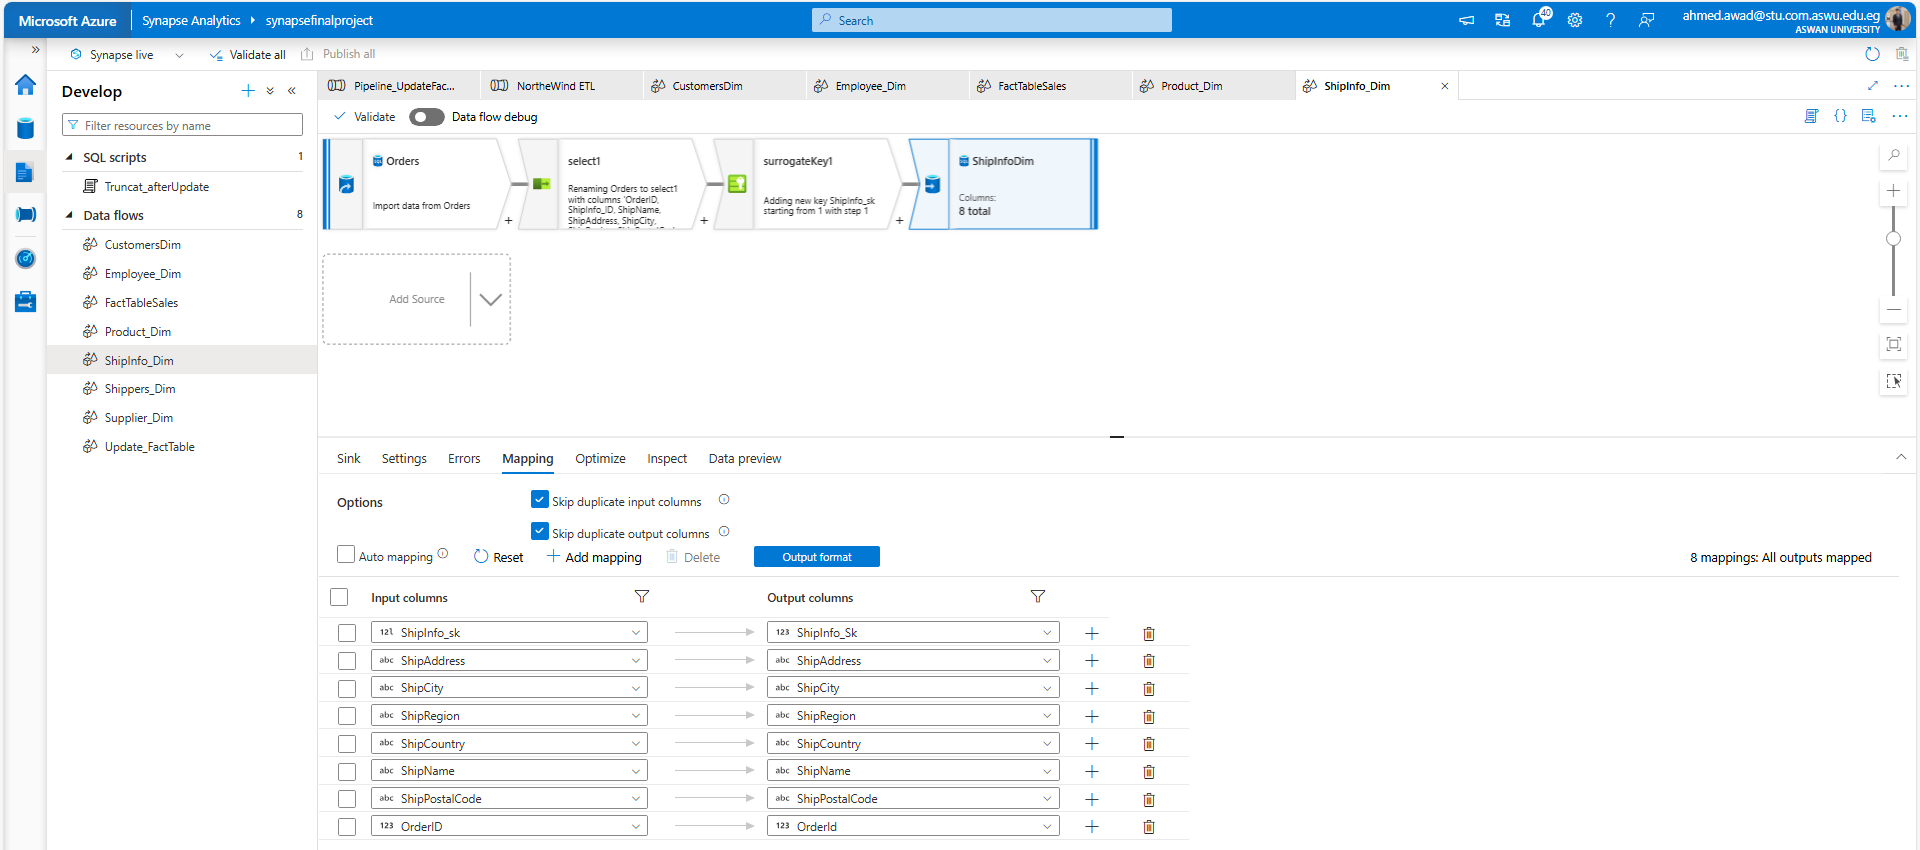 Microsoft Azure
Synapse Analytics
synapsefinalproject
Search
40
ahmed.awad@stu.com.aswu.edu.eg
ASWAN UNIVERSITY
Synapse live
Validate all
Publish all
Develop
Filter resources by name
SQL scripts
1
Truncat_afterUpdate
Data flows
8
CustomersDim
Employee_Dim
FactTableSales
Product_Dim
ShipInfo_Dim
Shippers_Dim
Supplier_Dim
Update_FactTable
Pipeline_UpdateFac...
NortheWind ETL
CustomersDim
Employee_Dim
FactTableSales
Product_Dim
ShipInfo_Dim
Validate
Data flow debug
Orders
Import data from Orders
select1
Renaming Orders to select1
with columns 'OrderID,
ShipInfo_ID, ShipName,
ShipAddress, ShipCity,
surrogateKey1
Adding new key ShipInfo_sk
starting from 1 with step 1
ShipInfoDim
Columns:
8 total
Add Source
Sink
Settings
Errors
Mapping
Optimize
Inspect
Data preview
Options
Skip duplicate input columns
Skip duplicate output columns
Auto mapping
Reset
Add mapping
Delete
Output format
8 mappings: All outputs mapped
Input columns
Output columns
12l ShipInfo_sk
123 ShipInfo_Sk
abc ShipAddress
abc ShipAddress
abc ShipCity
abc ShipCity
abc ShipRegion
abc ShipRegion
abc ShipCountry
abc ShipCountry
abc ShipName
abc ShipName
abc ShipPostalCode
abc ShipPostalCode
123 OrderID
123 OrderId